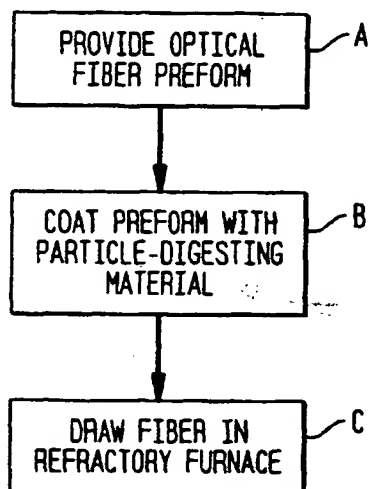 PROVIDE OPTICAL
FIBER PREFORM
A
COAT PREFORM WITH
PARTICLE-DIGESTING
MATERIAL
B
DRAW FIBER IN
REFRACTORY FURNACE
C